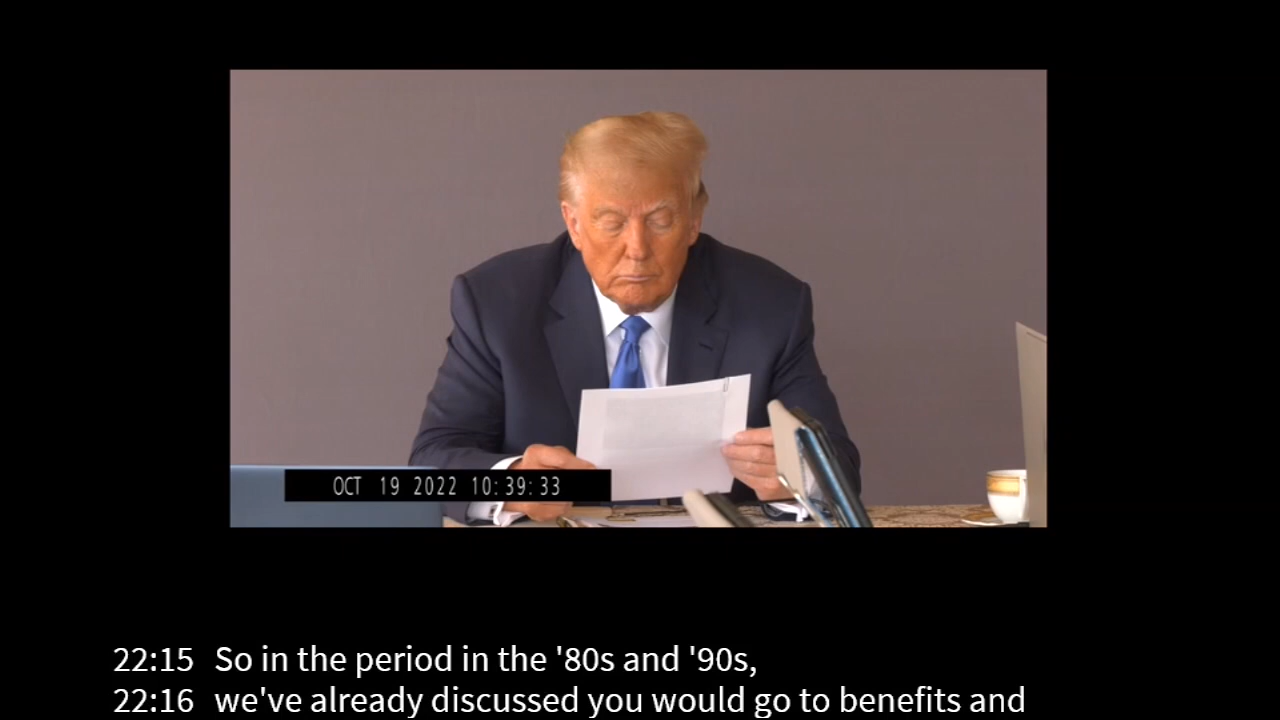 OCT 19 2022 10:39:33
22:15 So in the period in the '80s and '90s,
22:16 we've already discussed you would go to benefits and